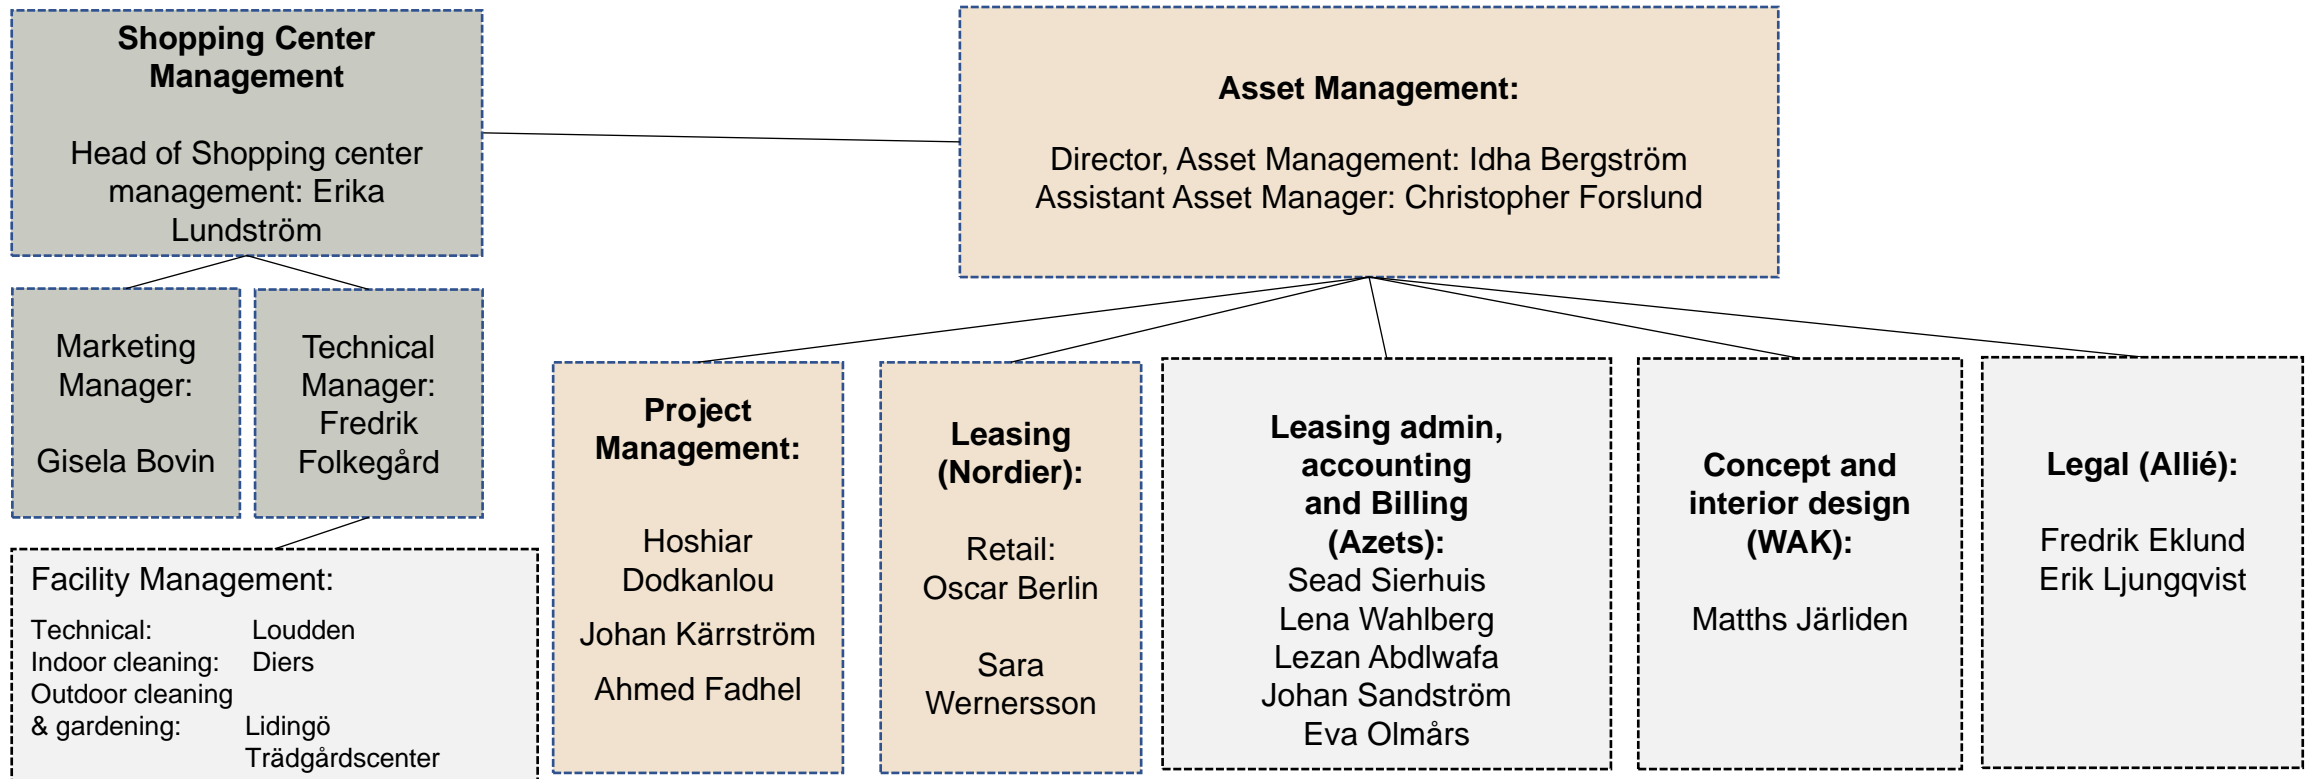 Shopping Center
Management
Head of Shopping center
management: Erika
Lundström
Asset Management:
Director, Asset Management: Idha Bergström
Assistant Asset Manager: Christopher Forslund
Marketing
Manager:
Gisela Bovin
Technical
Manager:
Fredrik
Folkegård
Facility Management:
Technical: Loudden
Indoor cleaning: Diers
Outdoor cleaning
& gardening: Lidingö
Trädgårdscenter
Project
Management:
Hoshiar
Dodkanlou
Johan Kärrström
Ahmed Fadhel
Leasing
(Nordier):
Retail:
Oscar Berlin
Sara
Wernersson
Leasing admin,
accounting
and Billing
(Azets):
Sead Sierhuis
Lena Wahlberg
Lezan Abdlwafa
Johan Sandström
Eva Olmårs
Concept and
interior design
(WAK):
Matths Järliden
Legal (Allié):
Fredrik Eklund
Erik Ljungqvist